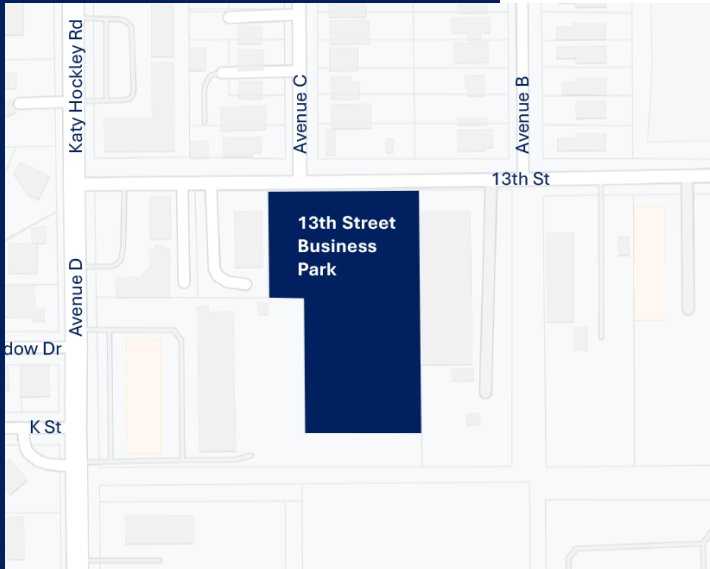 Katy Hockley Rd
Avenue C
Avenue B
13th St
13th Street
Business
Park
Avenue D
dow Dr
K St